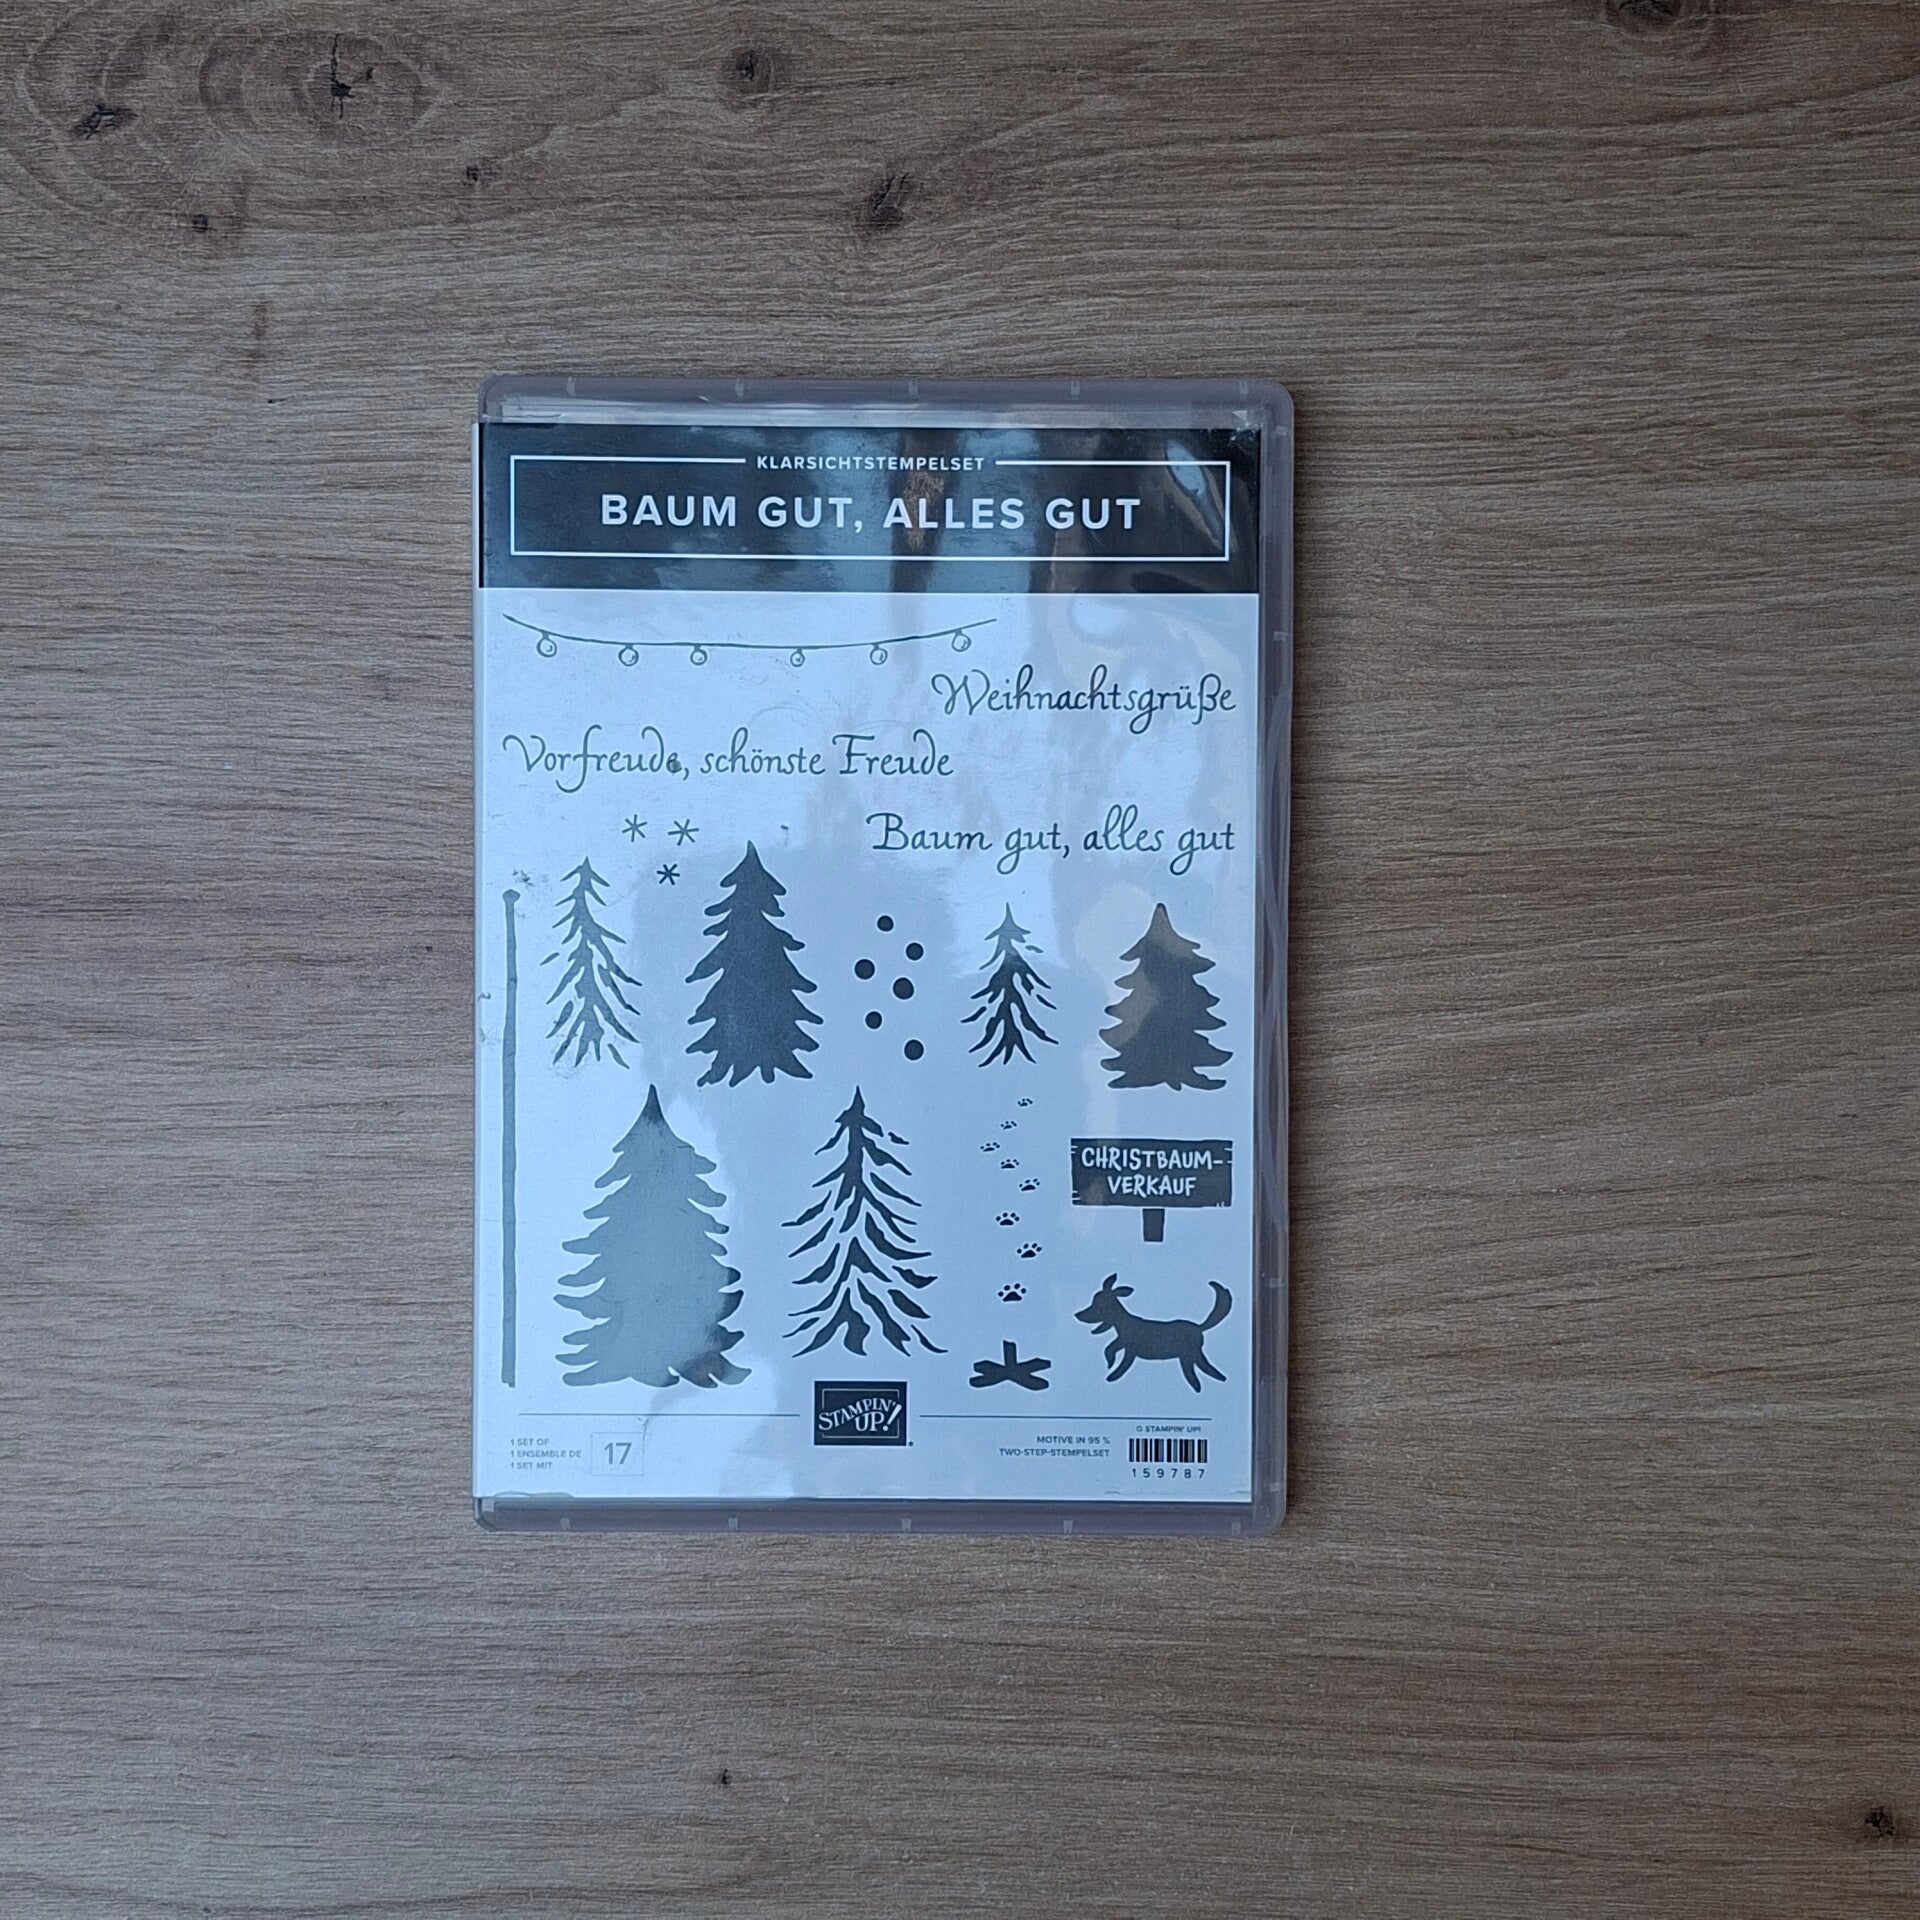 KLARSICHTSTEMPELSET
BAUM GUT, ALLES GUT
Weihnachtsgrüße
Vorfreude, schönste Freude
Baum gut, alles gut
CHRISTBAUM-
VERKAUF
STAMPIN'
UP!
1 SET OF
1 ENSEMBLE DE
1 SET MIT
17
MOTIVE IN 95 %
TWO-STEP-STEMPELSET
© STAMPIN' UP!
159787